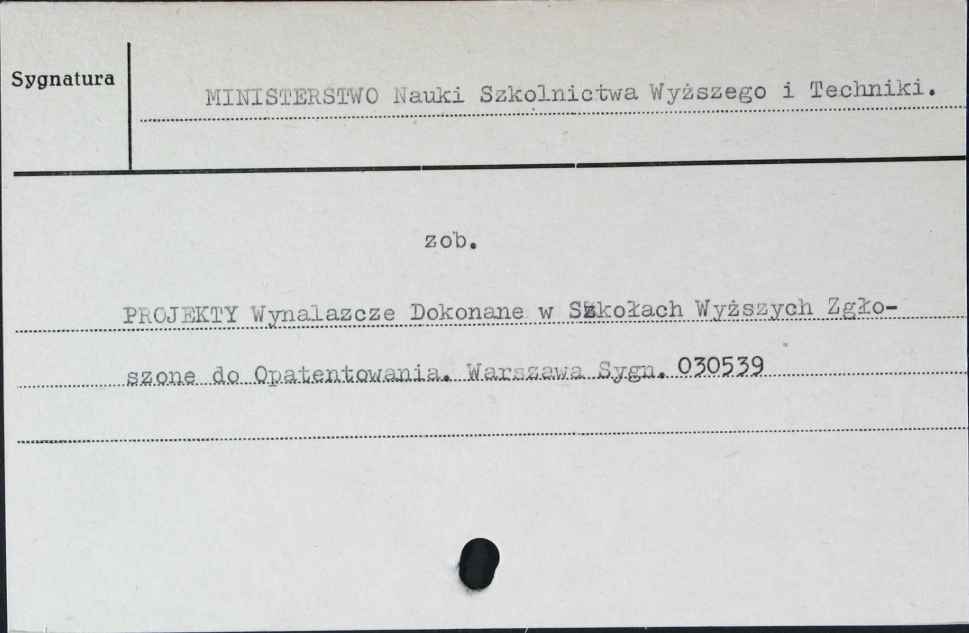 Sygnatura
MINISTERSTWO Nauki Szkolnictwa Wyższego i Techniki.
zob.
PROJEKTY Wynalazcze Dokonane w Szkołach Wyższych Zgło-
szone do Opatentowania. Warszawa Sygn. 030539